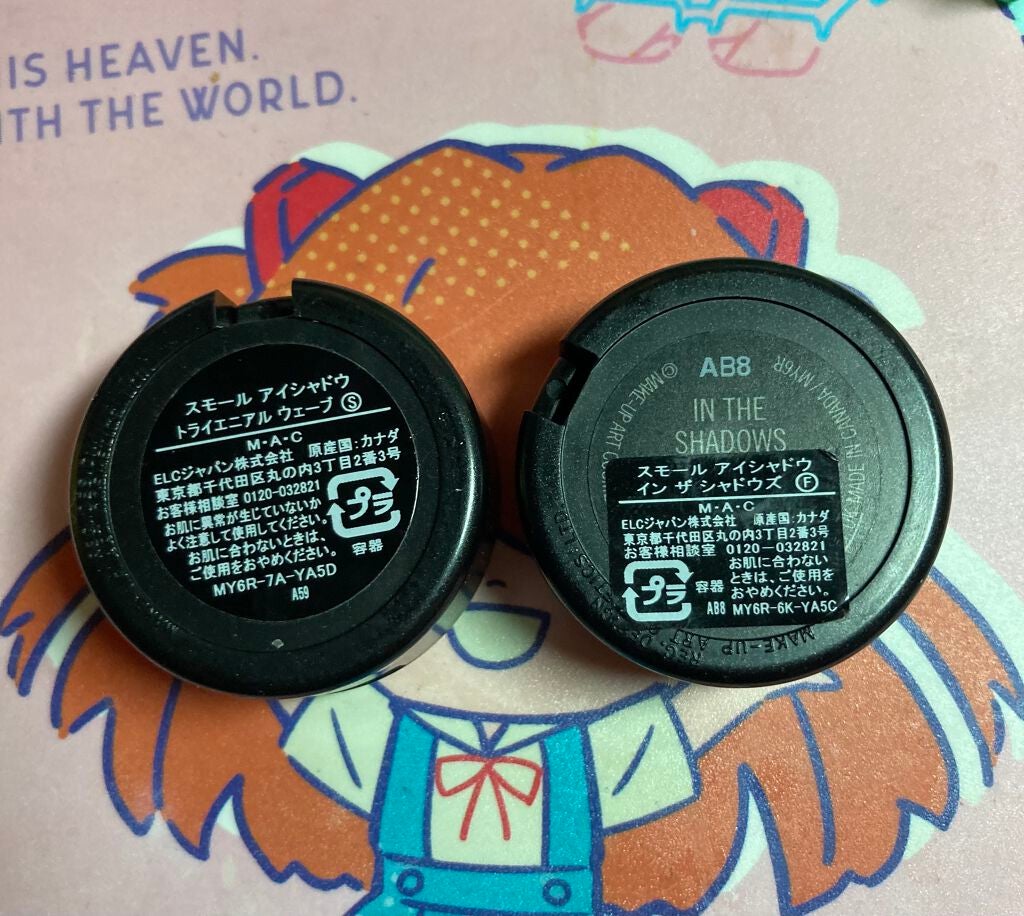 IS HEAVEN.
ITH THE WORLD.
スモール アイシャドウ
トライエニアル ウェーブ Ⓢ
M・A・C
ELCジャパン株式会社 原産国:カナダ
東京都千代田区丸の内3丁目2番3号
お客様相談室 0120-032821
お肌に異常が生じていないか
よく注意して使用してください。
お肌に合わないときは、
ご使用をおやめください。
プラ
容器
MY6R-7A-YA5D
A59
AB8
IN THE
SHADOWS
© MAKE-UP ART CO
MADE IN CANADA / MY6R
スモール アイシャドウ
イン ザ シャドウズ Ⓕ
M・A・C
ELCジャパン株式会社 原産国:カナダ
東京都千代田区丸の内3丁目2番3号
お客様相談室 0120-032821
お肌に合わない
ときは、ご使用を
おやめください。
プラ
容器
AB8 MY6R-6K-YA5C
MAKE-UP ART